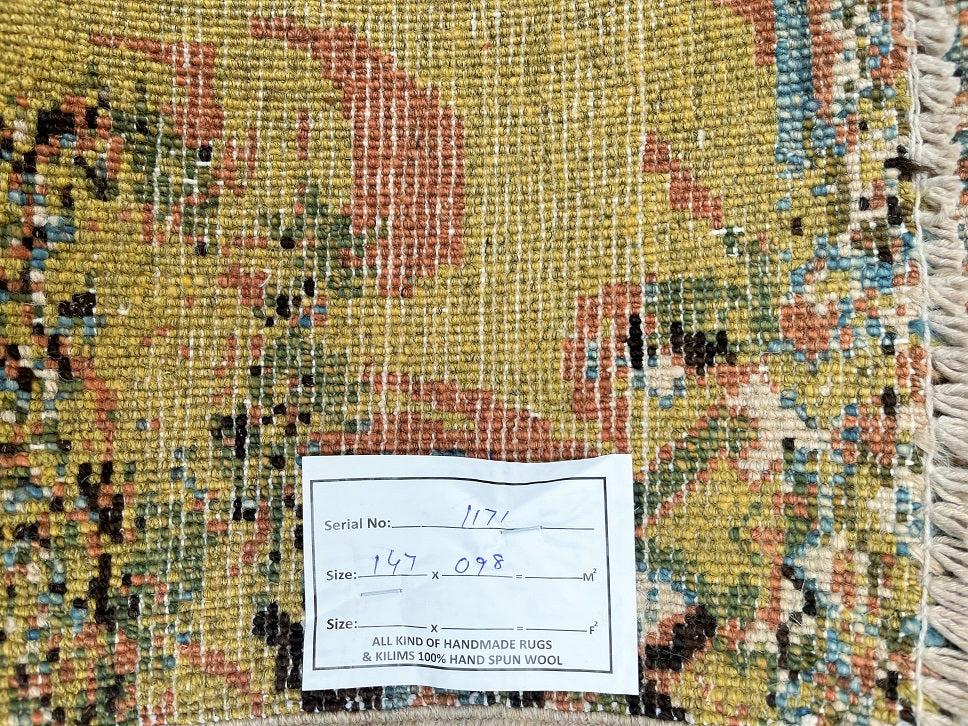 Serial No: 1171
Size: 147 x 098 = M²
Size: x = F²
ALL KIND OF HANDMADE RUGS
& KILIMS 100% HAND SPUN WOOL